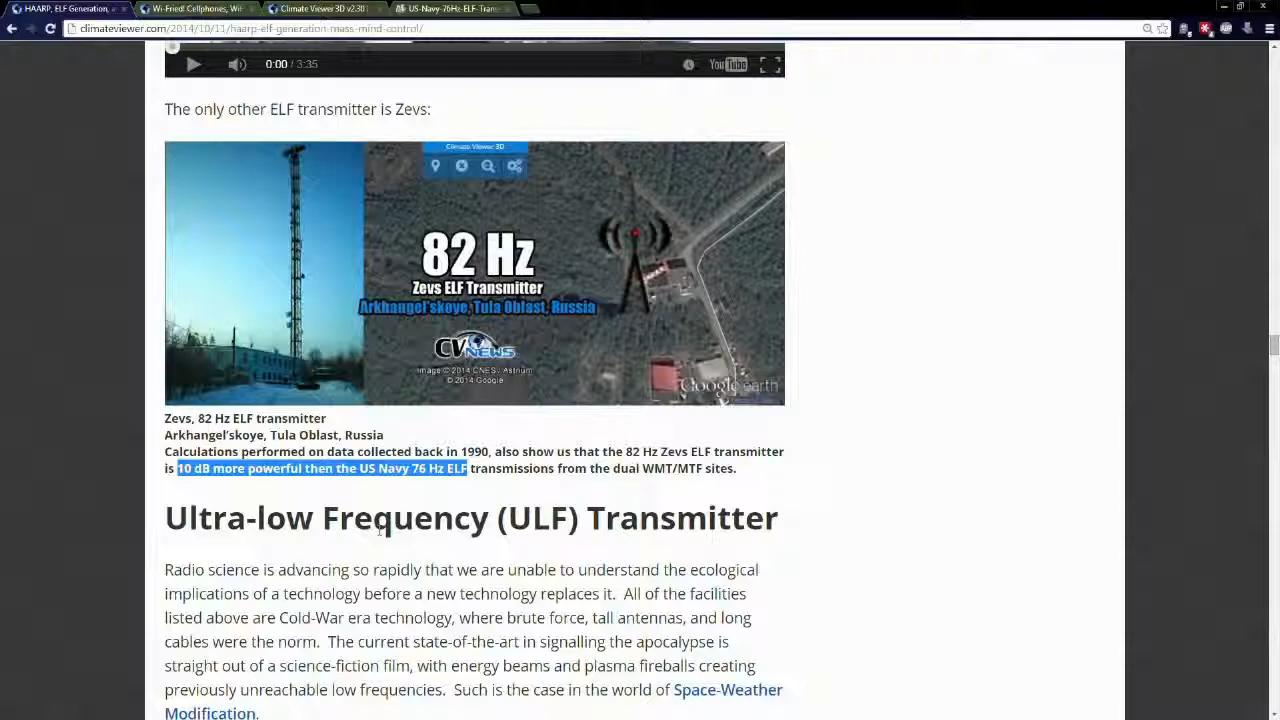 HAARP, ELF Generation,
Wi-Fried! Cellphones, Wif
Climate Viewer 3D v2.30 |
US-Navy-76Hz-ELF-Trans
climateviewer.com/2014/10/11/haarp-elf-generation-mass-mind-control/
0:00 / 3:35
YouTube
The only other ELF transmitter is Zevs:
Climate Viewer 3D
82 Hz
Zevs ELF Transmitter
Arkhangel'skoye, Tula Oblast, Russia
CV NEWS
Image © 2014 CNES / Astrium
© 2014 Google
Google earth
Zevs, 82 Hz ELF transmitter
Arkhangel’skoye, Tula Oblast, Russia
Calculations performed on data collected back in 1990, also show us that the 82 Hz Zevs ELF transmitter
is 10 dB more powerful then the US Navy 76 Hz ELF transmissions from the dual WMT/MTF sites.
Ultra-low Frequency (ULF) Transmitter
Radio science is advancing so rapidly that we are unable to understand the ecological
implications of a technology before a new technology replaces it.  All of the facilities
listed above are Cold-War era technology, where brute force, tall antennas, and long
cables were the norm.  The current state-of-the-art in signalling the apocalypse is
straight out of a science-fiction film, with energy beams and plasma fireballs creating
previously unreachable low frequencies.  Such is the case in the world of Space-Weather
Modification.